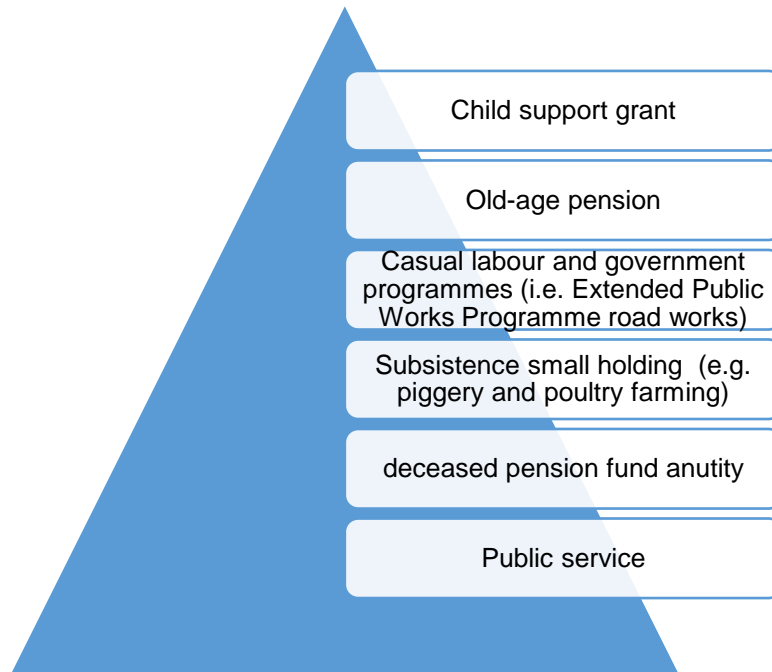 Child support grant
Old-age pension
Casual labour and government
programmes (i.e. Extended Public
Works Programme road works)
Subsistence small holding (e.g.
piggery and poultry farming)
deceased pension fund anutity
Public service